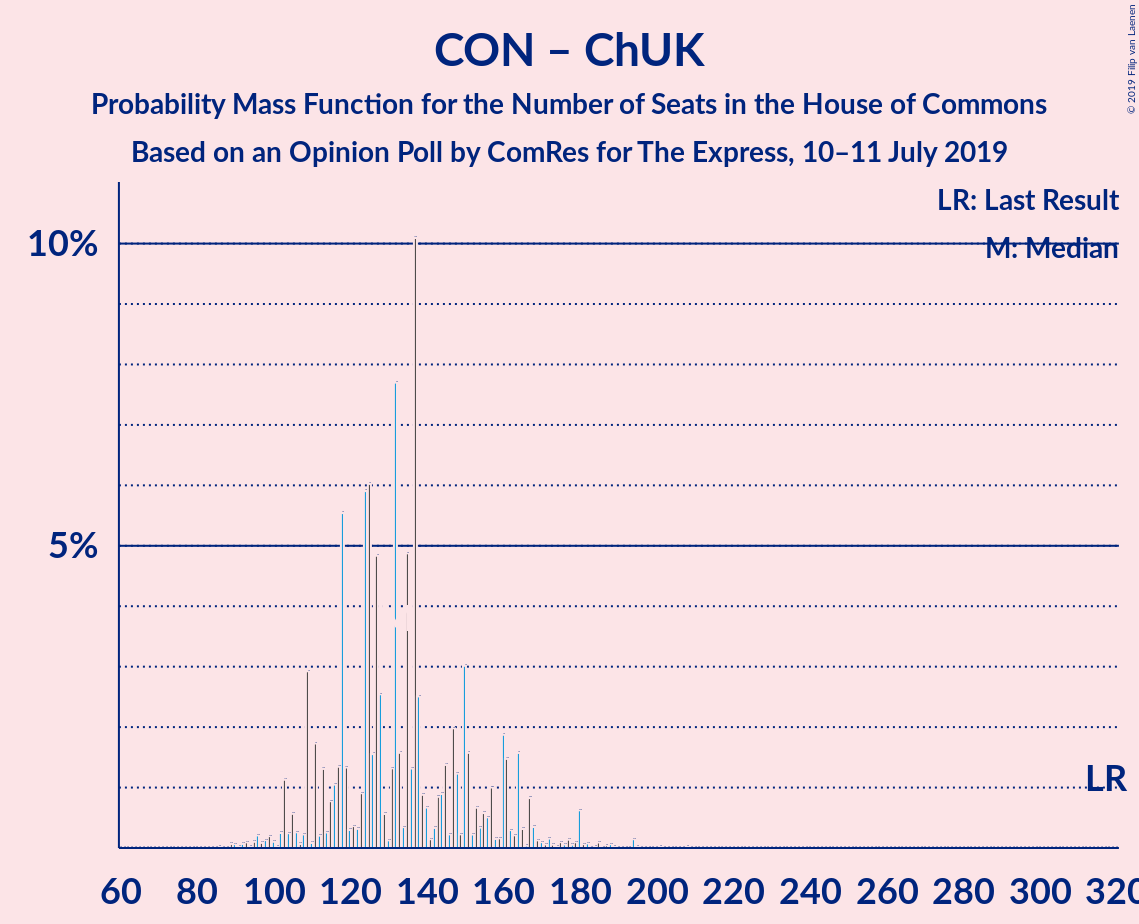 CON – ChUK
Probability Mass Function for the Number of Seats in the House of Commons
Based on an Opinion Poll by ComRes for The Express, 10–11 July 2019
© 2019 Filip van Laenen
LR: Last Result
M: Median
10%
5%
LR
60 80 100 120 140 160 180 200 220 240 260 280 300 320